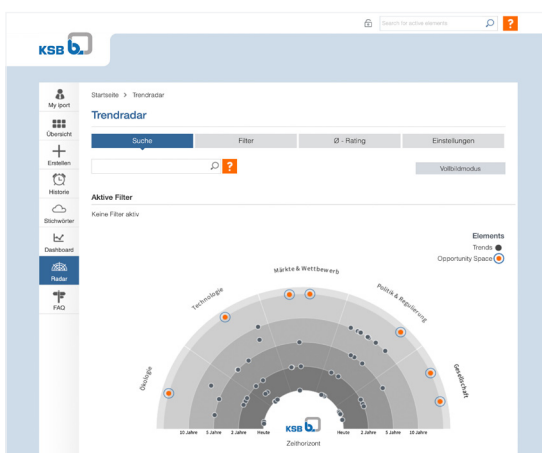 Search for active elements
?
KSB b.
Startseite > Trendradar
My iport
Trendradar
Übersicht
Suche Filter Ø - Rating Einstellungen
Erstellen
?
Vollbildmodus
Historie
Aktive Filter
Stichwörter
Keine Filter aktiv
Dashboard
Elements
Trends
Opportunity Space
Radar
FAQ
Ökologie
Technologie
Märkte & Wettbewerb
Politik & Regulierung
Gesellschaft
10 Jahre 5 Jahre 2 Jahre Heute KSB b. Heute 2 Jahre 5 Jahre 10 Jahre
Zeithorizont